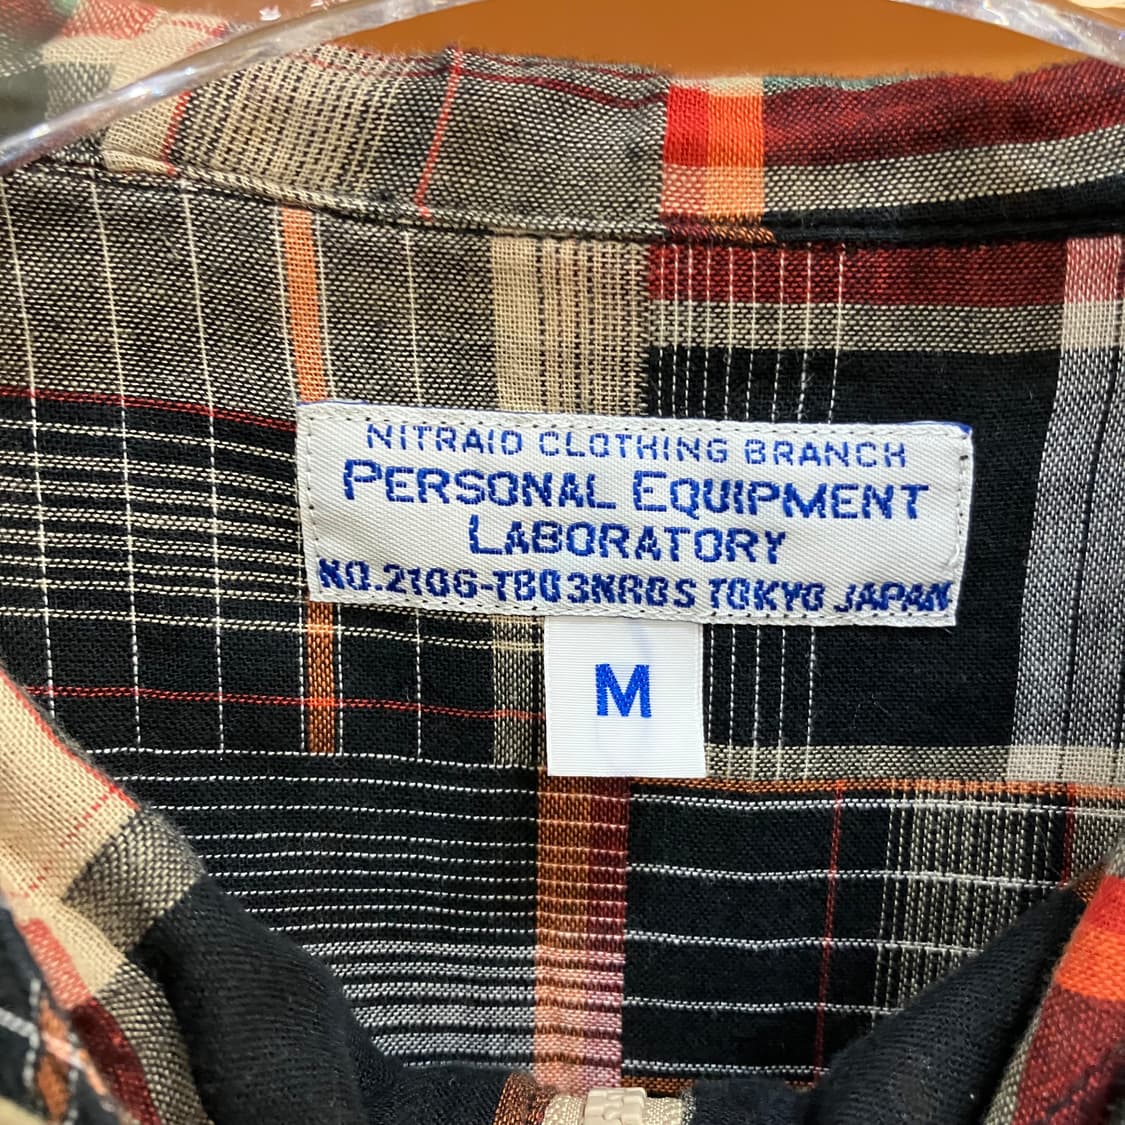 NITRAID CLOTHING BRANCH
PERSONAL EQUIPMENT
LABORATORY
NO.2106-TB03NRBS TOKYO JAPAN
M